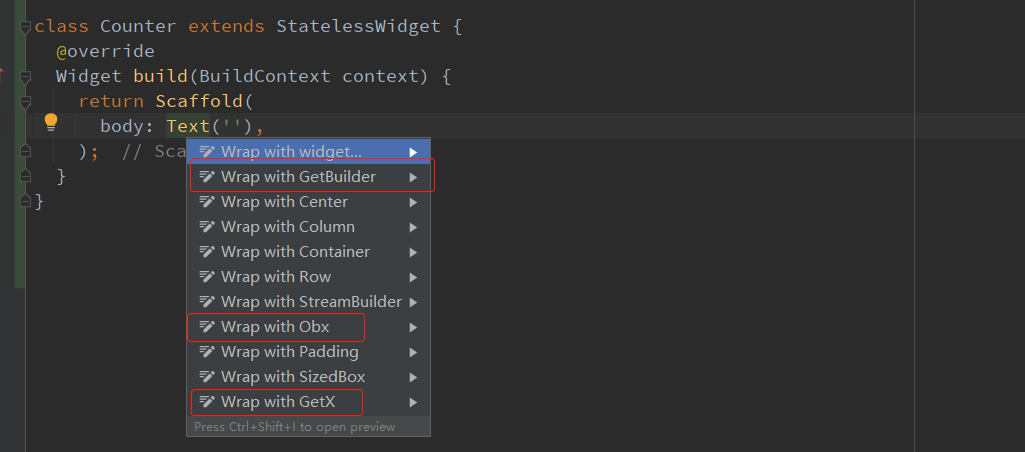 class Counter extends StatelessWidget {
@override
Widget build(BuildContext context) {
return Scaffold(
body: Text(''),
); // Sca
}
}
Wrap with widget...
Wrap with GetBuilder
Wrap with Center
Wrap with Column
Wrap with Container
Wrap with Row
Wrap with StreamBuilder
Wrap with Obx
Wrap with Padding
Wrap with SizedBox
Wrap with GetX
Press Ctrl+Shift+I to open preview